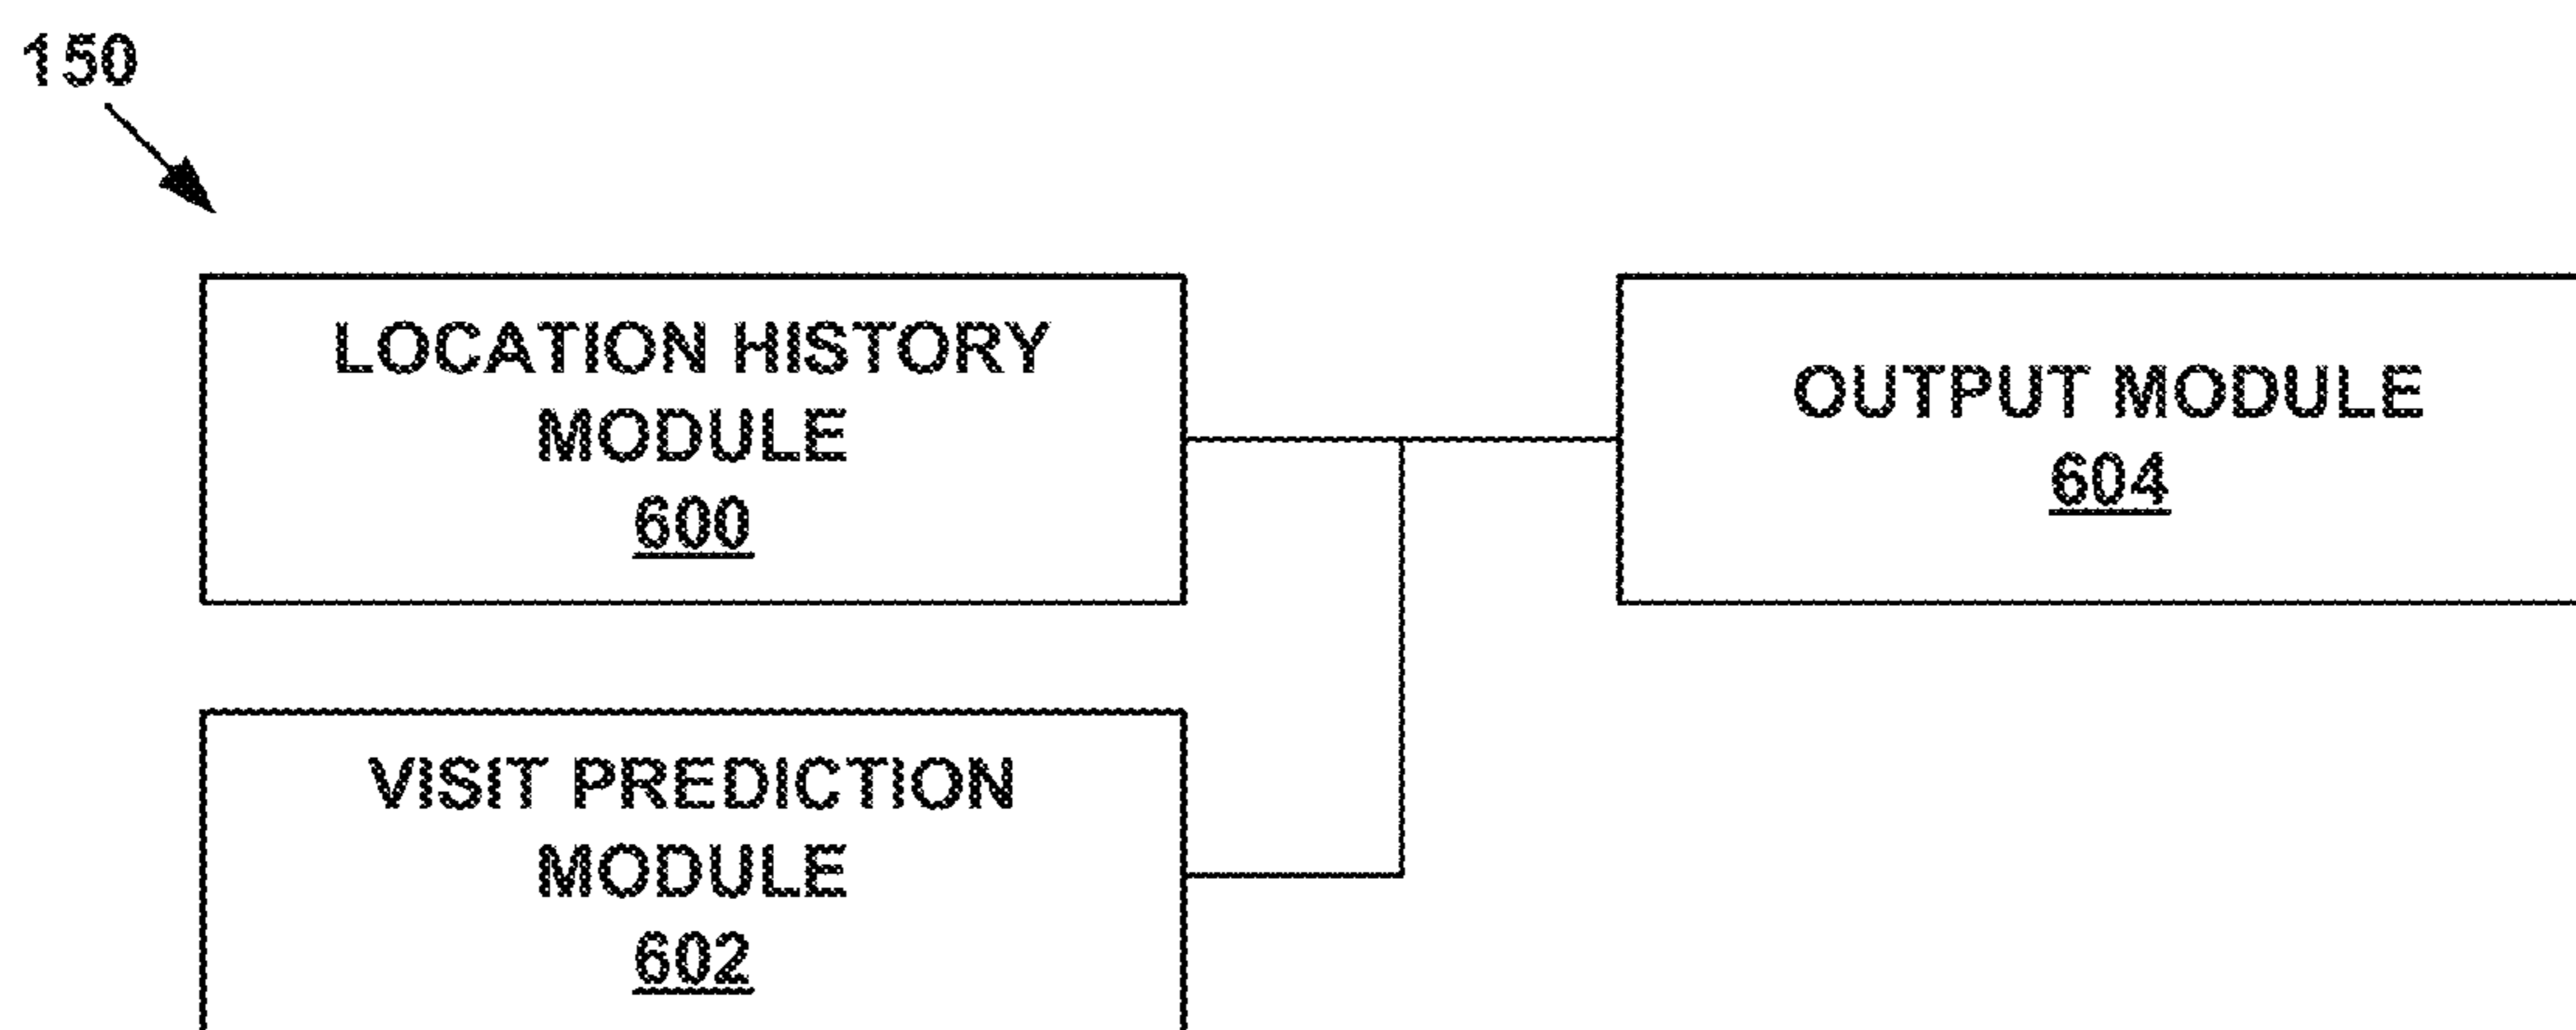 150
LOCATION HISTORY
MODULE
600
OUTPUT MODULE
604
VISIT PREDICTION
MODULE
602